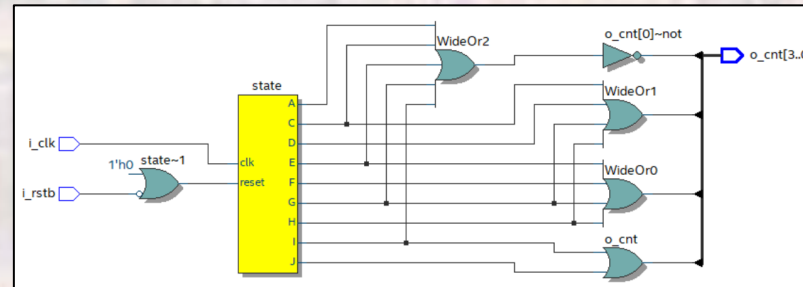 o_cnt[0]~not
WideOr2
o_cnt[3..0
state
WideOr1
A
C
D
i_clk
1'h0
state~1
clk
E
WideOr0
reset
F
i_rstb
G
H
o_cnt
I
J